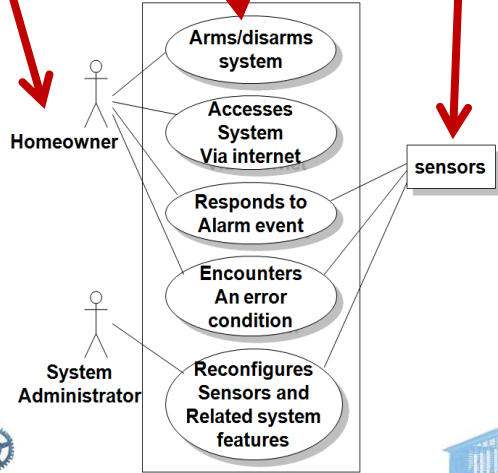 Arms/disarms
system
Homeowner
Accesses
System
Via internet
sensors
Responds to
Alarm event
Encounters
An error
condition
System
Administrator
Reconfigures
Sensors and
Related system
features